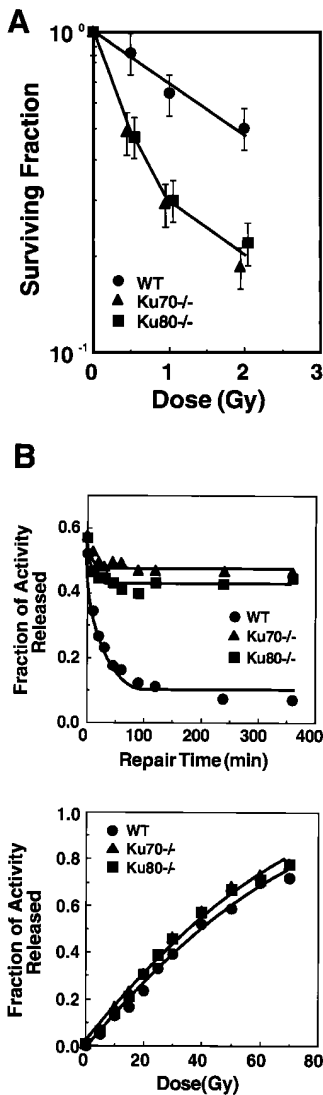 A
10⁰
10⁻¹
Surviving Fraction
WT
Ku70-/-
Ku80-/-
0 1 2 3
Dose (Gy)
B
0.6
0.4
0.2
0.0
Fraction of Activity
Released
WT
Ku70-/-
Ku80-/-
0 100 200 300 400
Repair Time (min)
1.0
0.8
0.6
0.4
0.2
0.0
Fraction of Activity
Released
WT
Ku70-/-
Ku80-/-
0 20 40 60 80
Dose(Gy)